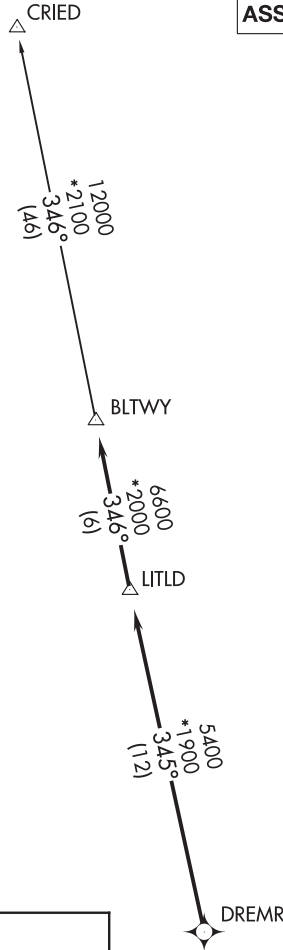 CRIED
ASS
12000
*2100
346°
(46)
BLTWY
6600
*2000
346°
(6)
LITLD
5400
*1900
345°
(12)
DREMR